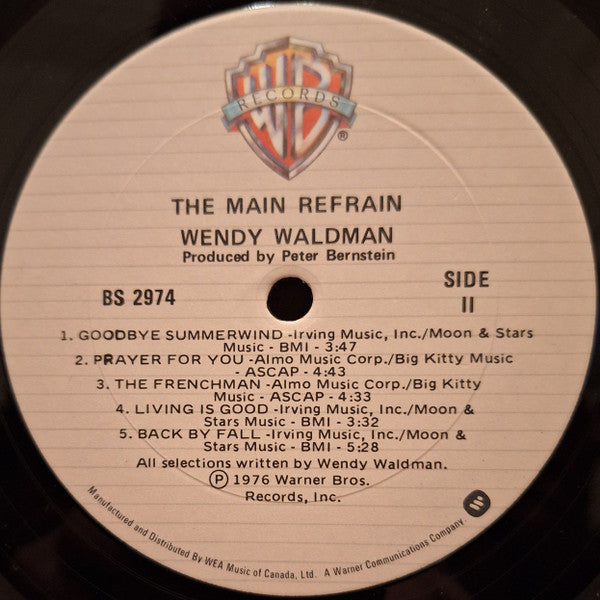 WB
RECORDS
®
THE MAIN REFRAIN
WENDY WALDMAN
Produced by Peter Bernstein
BS 2974
SIDE
II
1. GOODBYE SUMMERWIND -Irving Music, Inc./Moon & Stars
Music - BMI - 3:47
2. PRAYER FOR YOU -Almo Music Corp./Big Kitty Music
- ASCAP - 4:43
3. THE FRENCHMAN -Almo Music Corp./Big Kitty
Music - ASCAP - 4:33
4. LIVING IS GOOD -Irving Music, Inc./Moon &
Stars Music - BMI - 3:32
5. BACK BY FALL -Irving Music, Inc./Moon &
Stars Music - BMI - 5:28
All selections written by Wendy Waldman.
Ⓟ 1976 Warner Bros.
Records, Inc.
Manufactured and Distributed By WEA Music of Canada, Ltd. A Warner Communications Company.